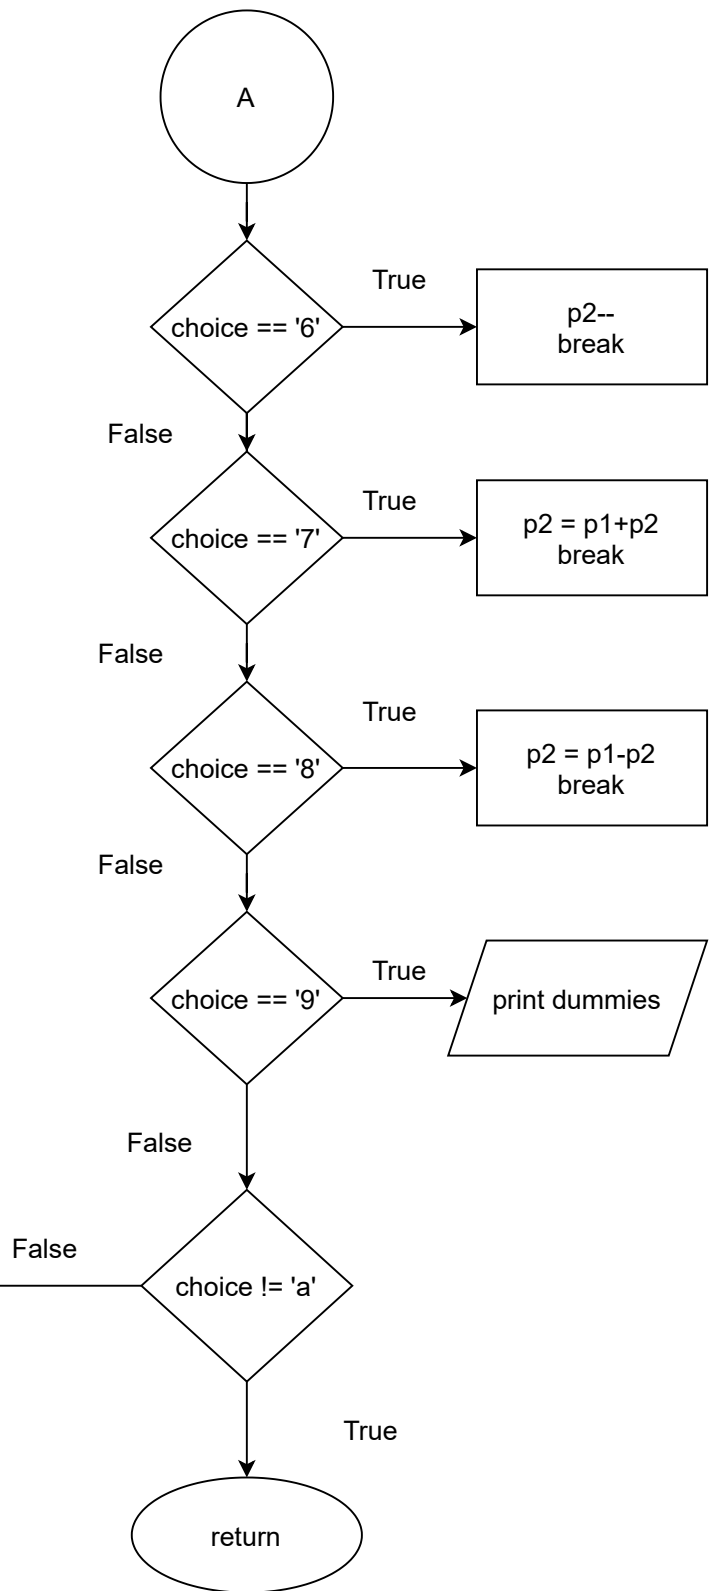 A
True
choice == '6'
p2--
break
False
True
choice == '7'
p2 = p1+p2
break
False
True
choice == '8'
p2 = p1-p2
break
False
True
choice == '9'
print dummies
False
False
choice != 'a'
True
return